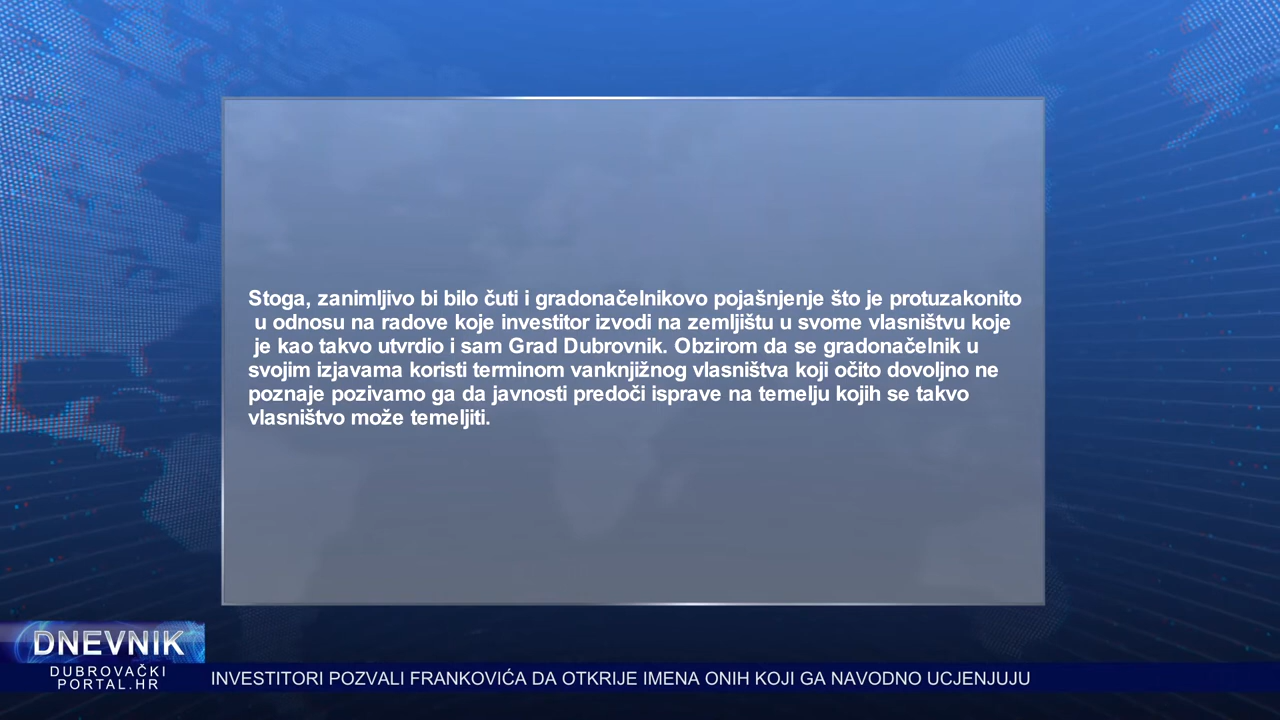 Stoga, zanimljivo bi bilo čuti i gradonačelnikovo pojašnjenje što je protuzakonito
u odnosu na radove koje investitor izvodi na zemljištu u svome vlasništvu koje
je kao takvo utvrdio i sam Grad Dubrovnik. Obzirom da se gradonačelnik u
svojim izjavama koristi terminom vanknjižnog vlasništva koji očito dovoljno ne
poznaje pozivamo ga da javnosti predoči isprave na temelju kojih se takvo
vlasništvo može temeljiti.
DNEVNIK
DUBROVAČKI
PORTAL.HR
INVESTITORI POZVALI FRANKOVIĆA DA OTKRIJE IMENA ONIH KOJI GA NAVODNO UCJENJUJU